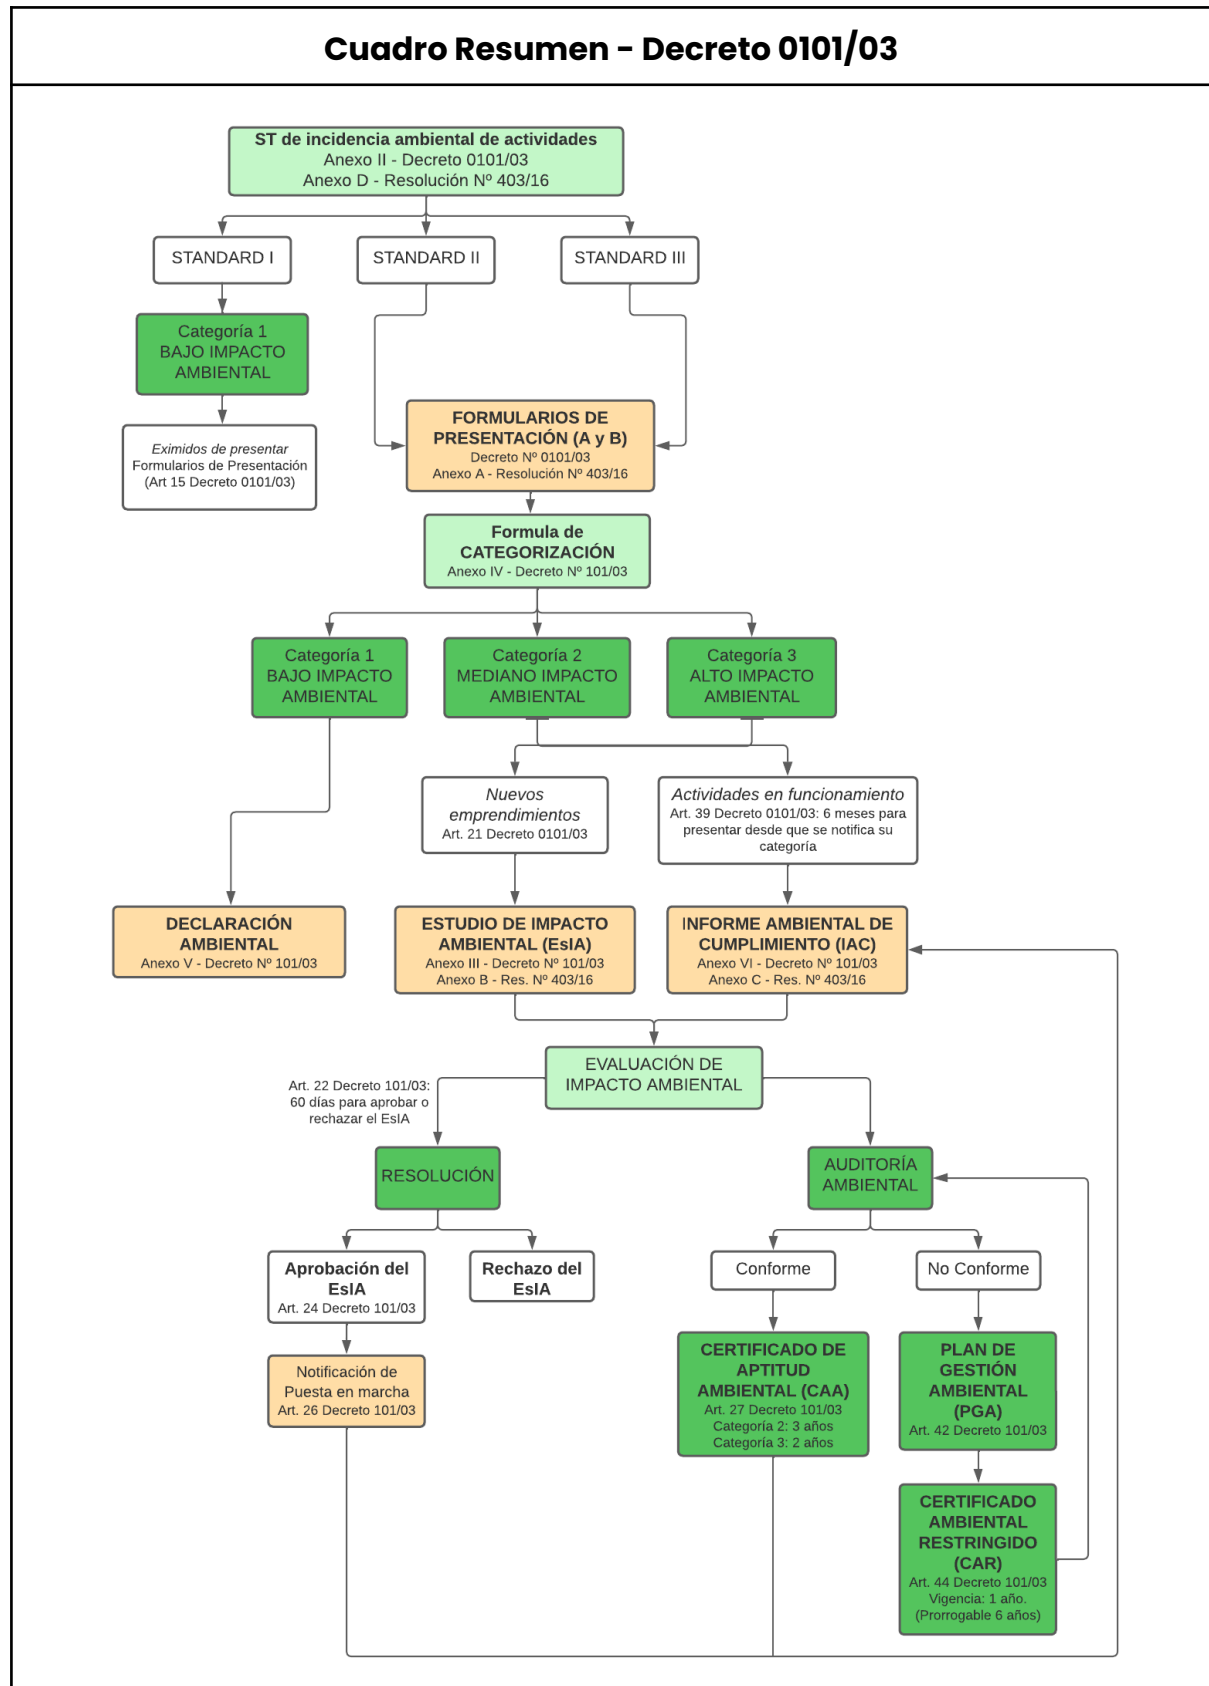 Cuadro Resumen - Decreto 0101/03
ST de incidencia ambiental de actividades
Anexo II - Decreto 0101/03
Anexo D - Resolución Nº 403/16
STANDARD I
STANDARD II
STANDARD III
Categoría 1
BAJO IMPACTO
AMBIENTAL
Eximidos de presentar
Formularios de Presentación
(Art 15 Decreto 0101/03)
FORMULARIOS DE
PRESENTACIÓN (A y B)
Decreto Nº 0101/03
Anexo A - Resolución Nº 403/16
Formula de
CATEGORIZACIÓN
Anexo IV - Decreto Nº 101/03
Categoría 1
BAJO IMPACTO
AMBIENTAL
Categoría 2
MEDIANO IMPACTO
AMBIENTAL
Categoría 3
ALTO IMPACTO
AMBIENTAL
Nuevos
emprendimientos
Art. 21 Decreto 0101/03
Actividades en funcionamiento
Art. 39 Decreto 0101/03: 6 meses para
presentar desde que se notifica su
categoría
DECLARACIÓN
AMBIENTAL
Anexo V - Decreto Nº 101/03
ESTUDIO DE IMPACTO
AMBIENTAL (EsIA)
Anexo III - Decreto Nº 101/03
Anexo B - Res. Nº 403/16
INFORME AMBIENTAL DE
CUMPLIMIENTO (IAC)
Anexo VI - Decreto Nº 101/03
Anexo C - Res. Nº 403/16
EVALUACIÓN DE
IMPACTO AMBIENTAL
Art. 22 Decreto 101/03:
60 días para aprobar o
rechazar el EsIA
RESOLUCIÓN
AUDITORÍA
AMBIENTAL
Aprobación del
EsIA
Art. 24 Decreto 101/03
Rechazo del
EsIA
Conforme
No Conforme
Notificación de
Puesta en marcha
Art. 26 Decreto 101/03
CERTIFICADO DE
APTITUD
AMBIENTAL (CAA)
Art. 27 Decreto 101/03
Categoría 2: 3 años
Categoría 3: 2 años
PLAN DE
GESTIÓN
AMBIENTAL
(PGA)
Art. 42 Decreto 101/03
CERTIFICADO
AMBIENTAL
RESTRINGIDO
(CAR)
Art. 44 Decreto 101/03
Vigencia: 1 año.
(Prorrogable 6 años)